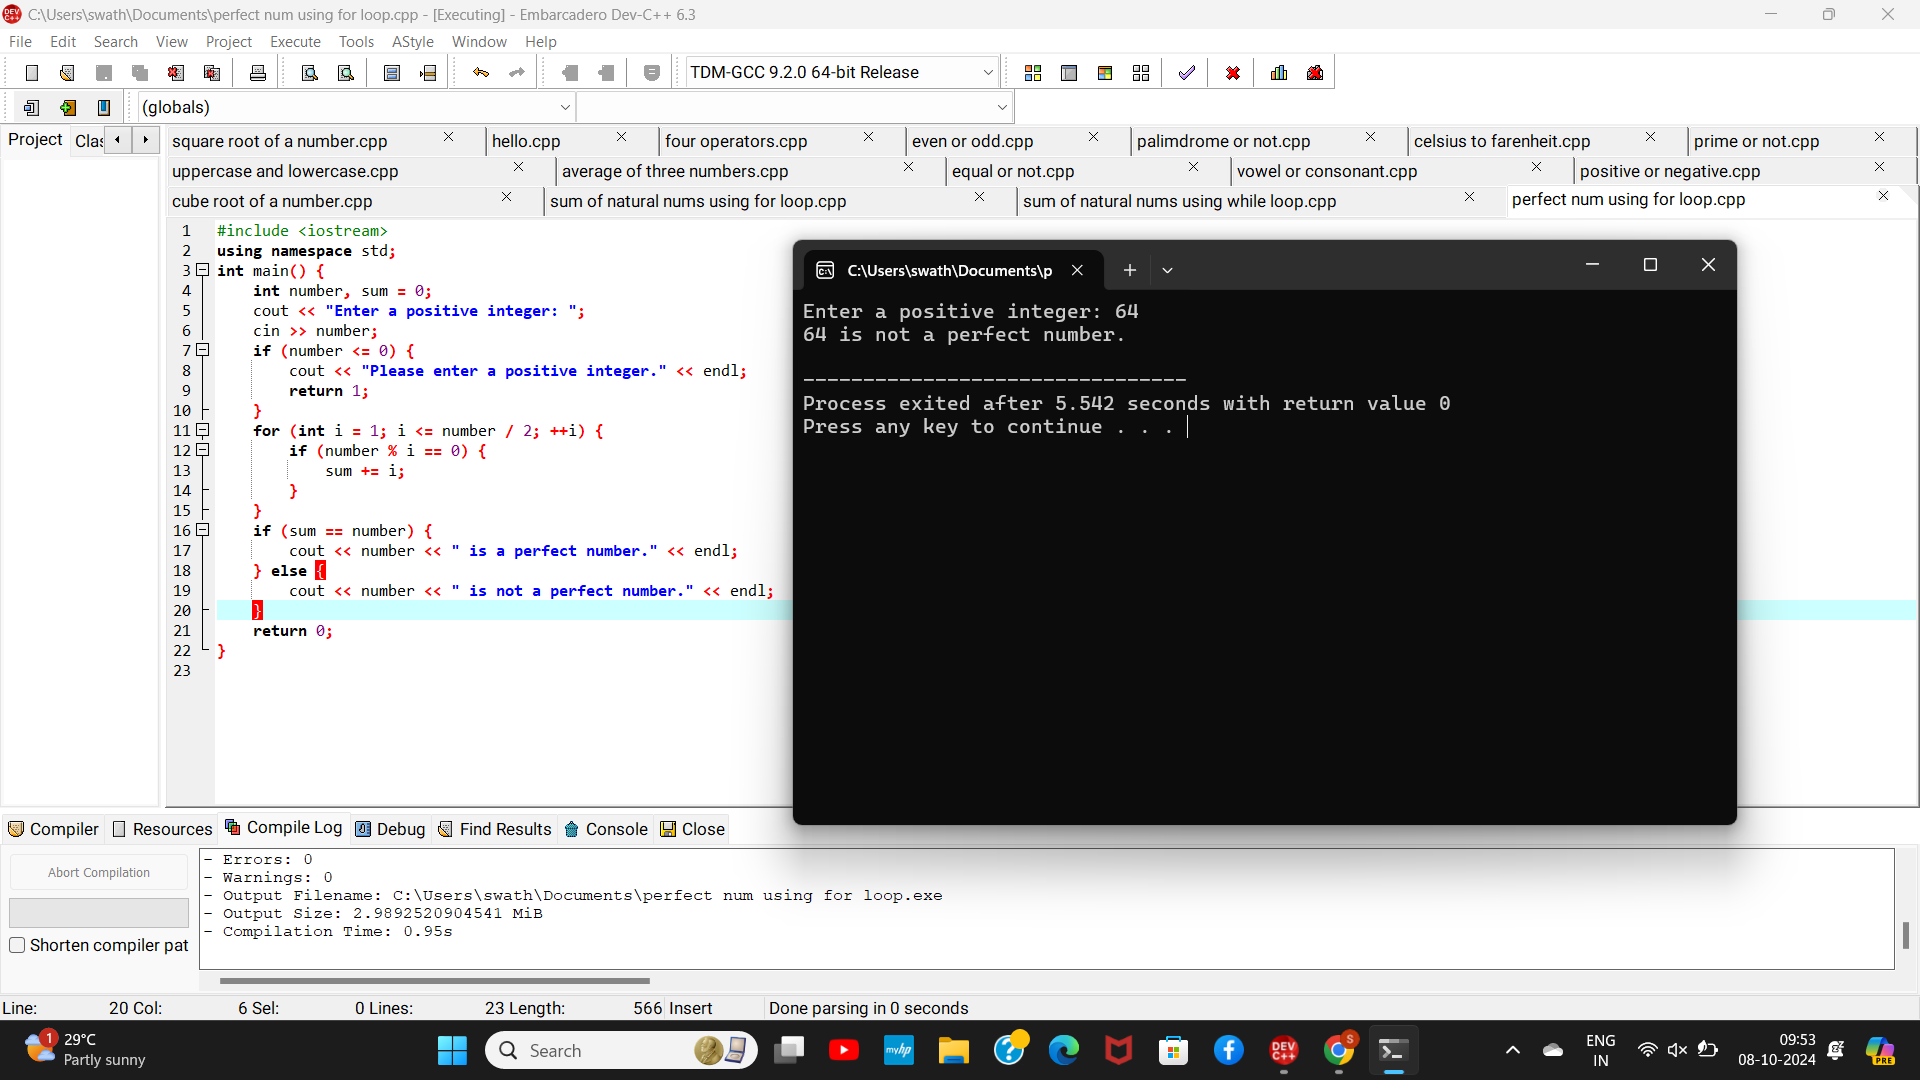 C:\Users\swath\Documents\perfect num using for loop.cpp - [Executing] - Embarcadero Dev-C++ 6.3
File Edit Search View Project Execute Tools AStyle Window Help
TDM-GCC 9.2.0 64-bit Release
(globals)
Project Clas
square root of a number.cpp hello.cpp four operators.cpp even or odd.cpp palimdrome or not.cpp celsius to farenheit.cpp prime or not.cpp
uppercase and lowercase.cpp average of three numbers.cpp equal or not.cpp vowel or consonant.cpp positive or negative.cpp
cube root of a number.cpp sum of natural nums using for loop.cpp sum of natural nums using while loop.cpp perfect num using for loop.cpp
1 #include <iostream>
2 using namespace std;
3 int main() {
4 int number, sum = 0;
5 cout << "Enter a positive integer: ";
6 cin >> number;
7 if (number <= 0) {
8 cout << "Please enter a positive integer." << endl;
9 return 1;
10 }
11 for (int i = 1; i <= number / 2; ++i) {
12 if (number % i == 0) {
13 sum += i;
14 }
15 }
16 if (sum == number) {
17 cout << number << " is a perfect number." << endl;
18 } else {
19 cout << number << " is not a perfect number." << endl;
20 }
21 return 0;
22 }
23
C:\Users\swath\Documents\p
Enter a positive integer: 64
64 is not a perfect number.
--------------------------------
Process exited after 5.542 seconds with return value 0
Press any key to continue . . .
Compiler Resources Compile Log Debug Find Results Console Close
Abort Compilation
Shorten compiler pat
- Errors: 0
- Warnings: 0
- Output Filename: C:\Users\swath\Documents\perfect num using for loop.exe
- Output Size: 2.9892520904541 MiB
- Compilation Time: 0.95s
Line: 20 Col: 6 Sel: 0 Lines: 23 Length: 566 Insert Done parsing in 0 seconds
1
29°C
Partly sunny
Search
myhp
DEV C++
S
ENG
IN
09:53
08-10-2024
PRE